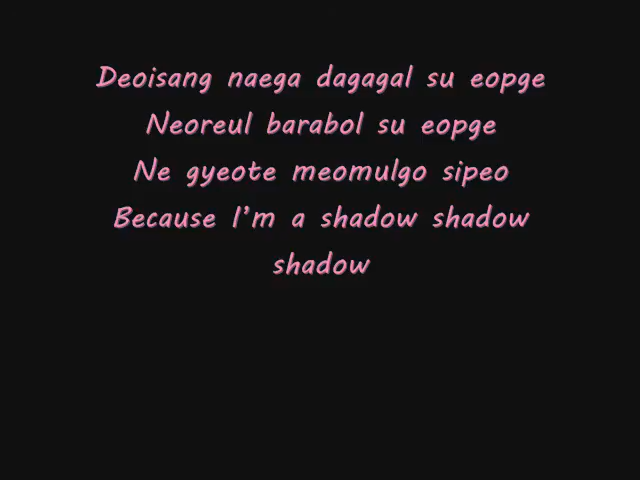 Deoisang naega dagagal su eopge
Neoreul barabol su eopge
Ne gyeote meomulgo sipeo
Because I'm a shadow shadow
shadow